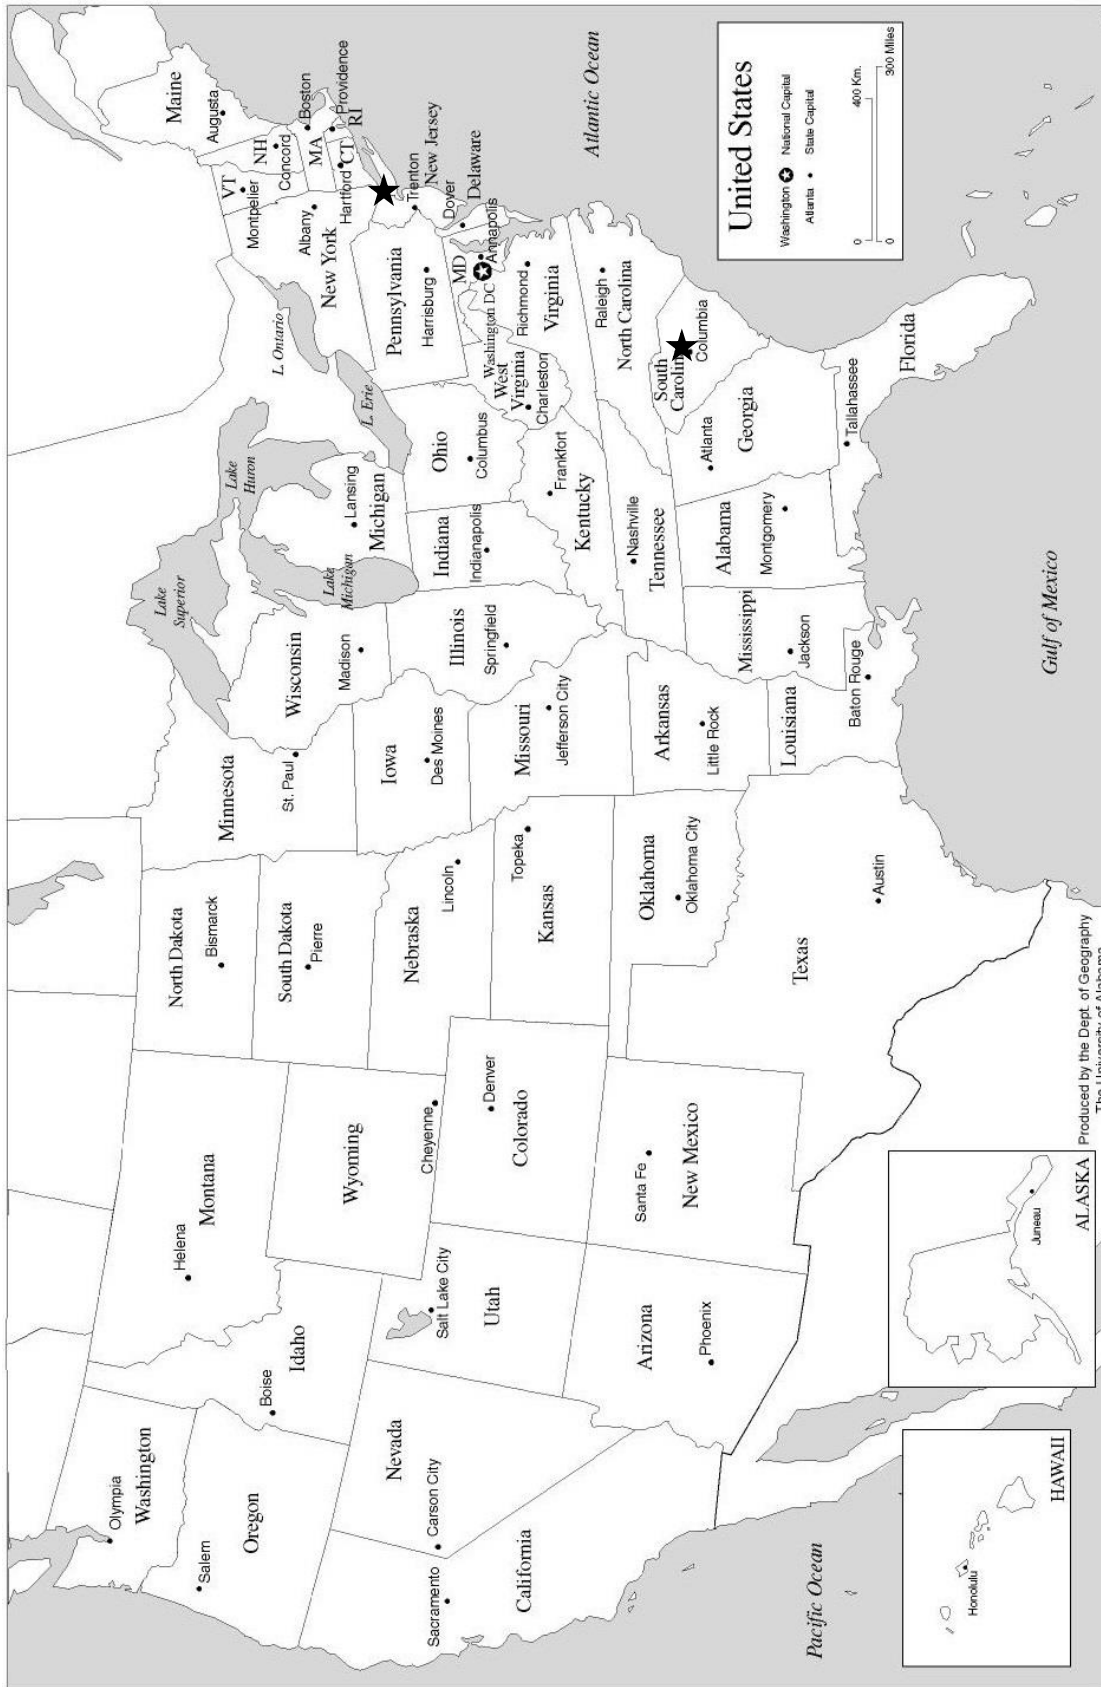 Olympia
Washington
Salem
Oregon
Boise
Idaho
Helena
Montana
Wyoming
Cheyenne
North Dakota
Bismarck
South Dakota
Pierre
Nebraska
Lincoln
Minnesota
St. Paul
Wisconsin
Madison
Lake
Superior
Lake
Michigan
Lake
Huron
L. Erie
L. Ontario
Michigan
Lansing
Iowa
Des Moines
Illinois
Springfield
Indiana
Indianapolis
Ohio
Columbus
Pennsylvania
Harrisburg
New York
Albany
VT
Montpelier
NH
Concord
Maine
Augusta
MA
Boston
CT
Hartford
RI
Providence
New Jersey
Trenton
Delaware
Dover
MD
Annapolis
Washington DC
West
Virginia
Charleston
Virginia
Richmond
Kentucky
Frankfort
Tennessee
Nashville
North Carolina
Raleigh
South
Carolina
Columbia
Georgia
Atlanta
Florida
Tallahassee
Alabama
Montgomery
Mississippi
Jackson
Louisiana
Baton Rouge
Arkansas
Little Rock
Missouri
Jefferson City
Kansas
Topeka
Oklahoma
Oklahoma City
Texas
Austin
Colorado
Denver
New Mexico
Santa Fe
Utah
Salt Lake City
Arizona
Phoenix
Nevada
Carson City
California
Sacramento
Pacific Ocean
Atlantic Ocean
Gulf of Mexico
HAWAII
Honolulu
ALASKA
Juneau
Produced by the Dept. of Geography
The University of Alabama
United States
Washington National Capital
Atlanta State Capital
0 400 Km.
0 300 Miles